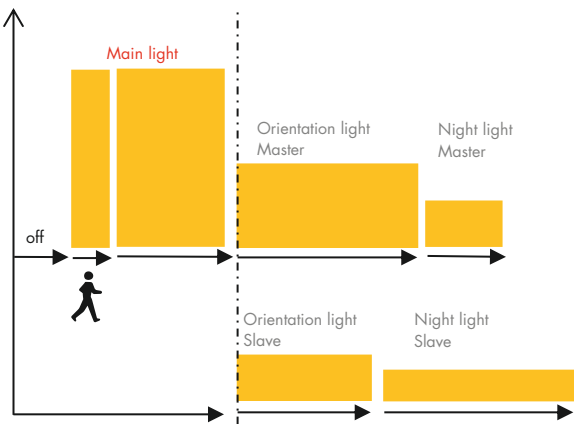 Main light
Orientation light
Master
Night light
Master
off
Orientation light
Slave
Night light
Slave